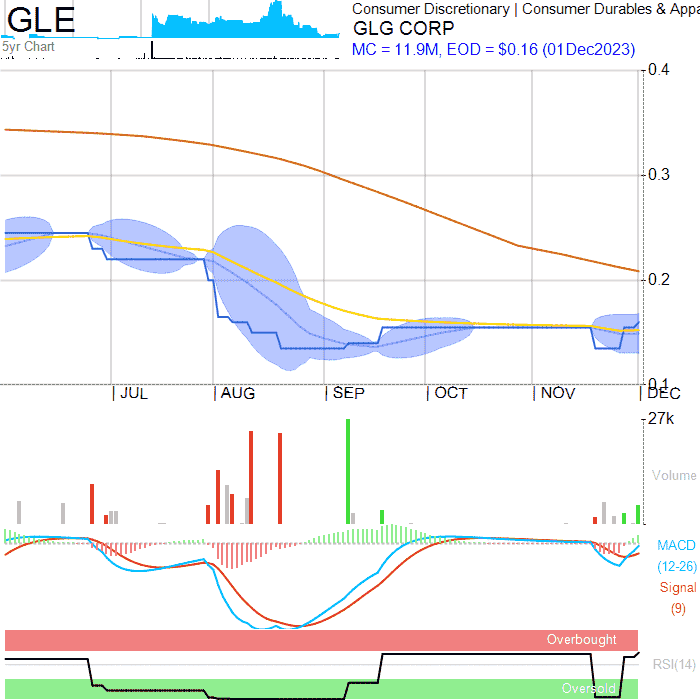 GLE
Consumer Discretionary | Consumer Durables & Appa
GLG CORP
5yr Chart
MC = 11.9M, EOD = $0.16 (01Dec2023)
0.4
0.3
0.2
0.1
| JUL | AUG | SEP | OCT | NOV | DEC
27k
Volume
MACD
(12-26)
Signal
(9)
Overbought
RSI(14)
Oversold